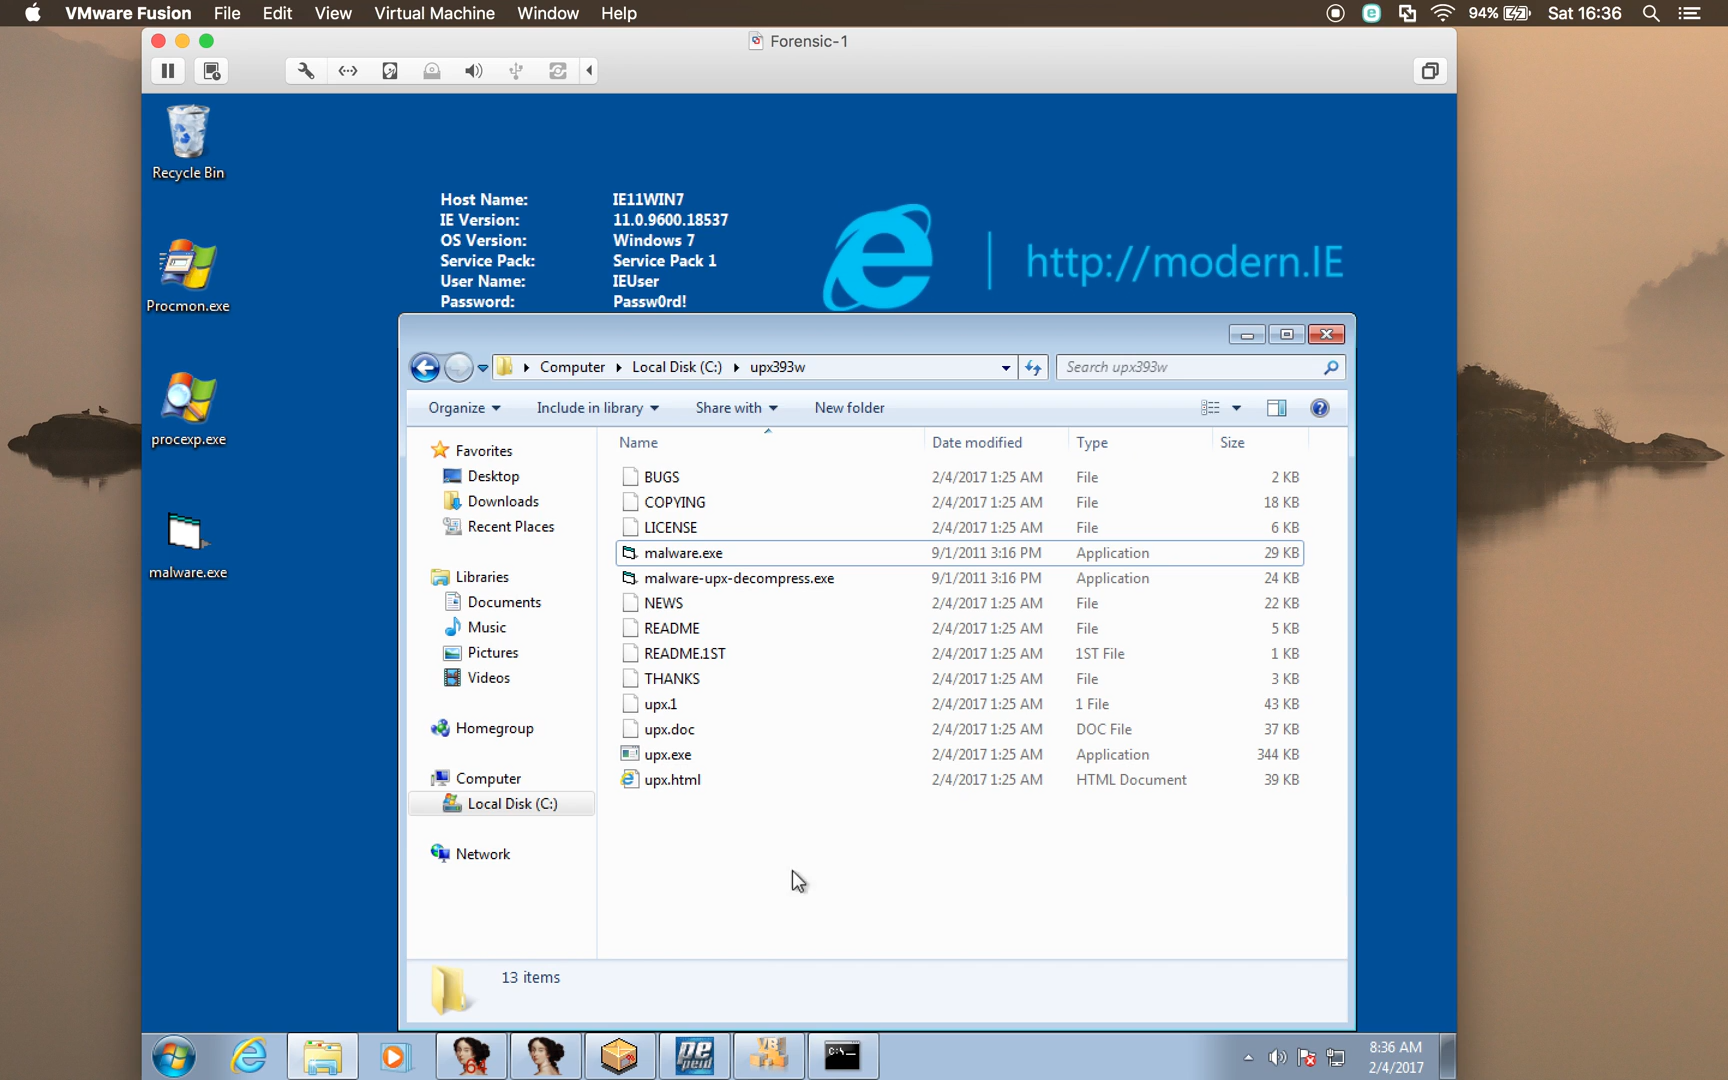 VMware Fusion File Edit View Virtual Machine Window Help 94% Sat 16:36
Forensic-1
Recycle Bin
Procmon.exe
procexp.exe
malware.exe
Host Name: IE11WIN7
IE Version: 11.0.9600.18537
OS Version: Windows 7
Service Pack: Service Pack 1
User Name: IEUser
Password: Passw0rd!
http://modern.IE
Computer Local Disk (C:) upx393w Search upx393w
Organize Include in library Share with New folder
Favorites
Desktop
Downloads
Recent Places
Libraries
Documents
Music
Pictures
Videos
Homegroup
Computer
Local Disk (C:)
Network
Name Date modified Type Size
BUGS 2/4/2017 1:25 AM File 2 KB
COPYING 2/4/2017 1:25 AM File 18 KB
LICENSE 2/4/2017 1:25 AM File 6 KB
malware.exe 9/1/2011 3:16 PM Application 29 KB
malware-upx-decompress.exe 9/1/2011 3:16 PM Application 24 KB
NEWS 2/4/2017 1:25 AM File 22 KB
README 2/4/2017 1:25 AM File 5 KB
README.1ST 2/4/2017 1:25 AM 1ST File 1 KB
THANKS 2/4/2017 1:25 AM File 3 KB
upx.1 2/4/2017 1:25 AM 1 File 43 KB
upx.doc 2/4/2017 1:25 AM DOC File 37 KB
upx.exe 2/4/2017 1:25 AM Application 344 KB
upx.html 2/4/2017 1:25 AM HTML Document 39 KB
13 items
64
pe
peid
VB
C:\
8:36 AM
2/4/2017